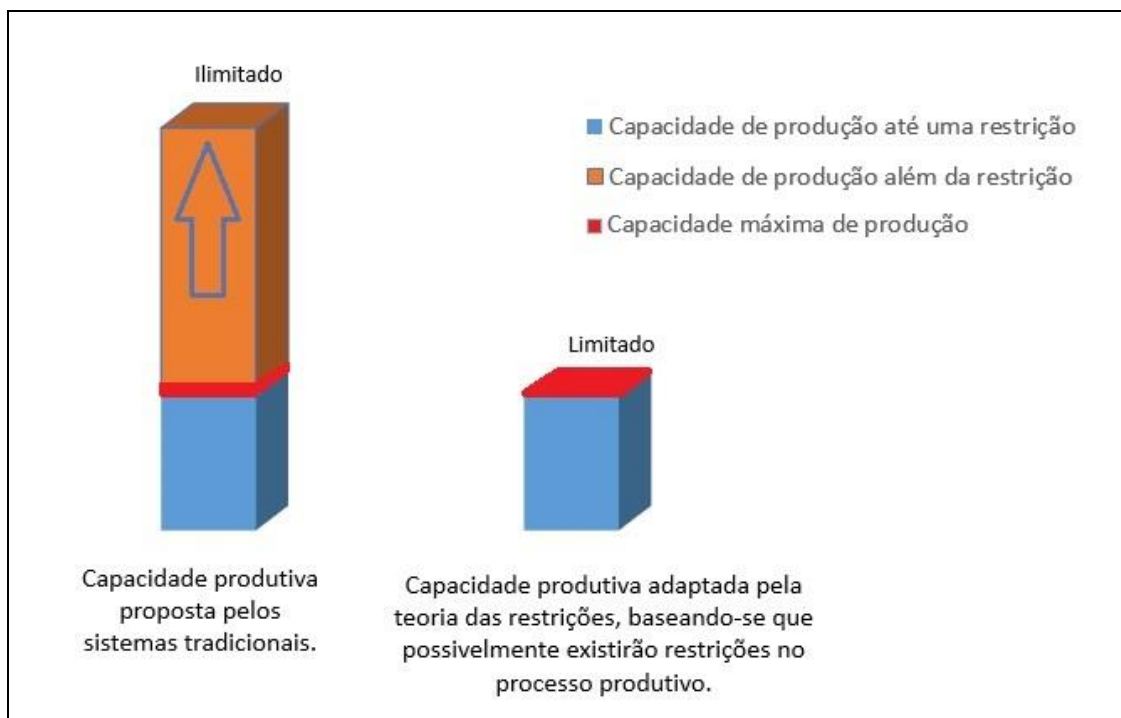 Ilimitado
Capacidade de produção até uma restrição
Capacidade de produção além da restrição
Capacidade máxima de produção
Limitado
Capacidade produtiva
proposta pelos
sistemas tradicionais.
Capacidade produtiva adaptada pela
teoria das restrições, baseando-se que
possivelmente existirão restrições no
processo produtivo.